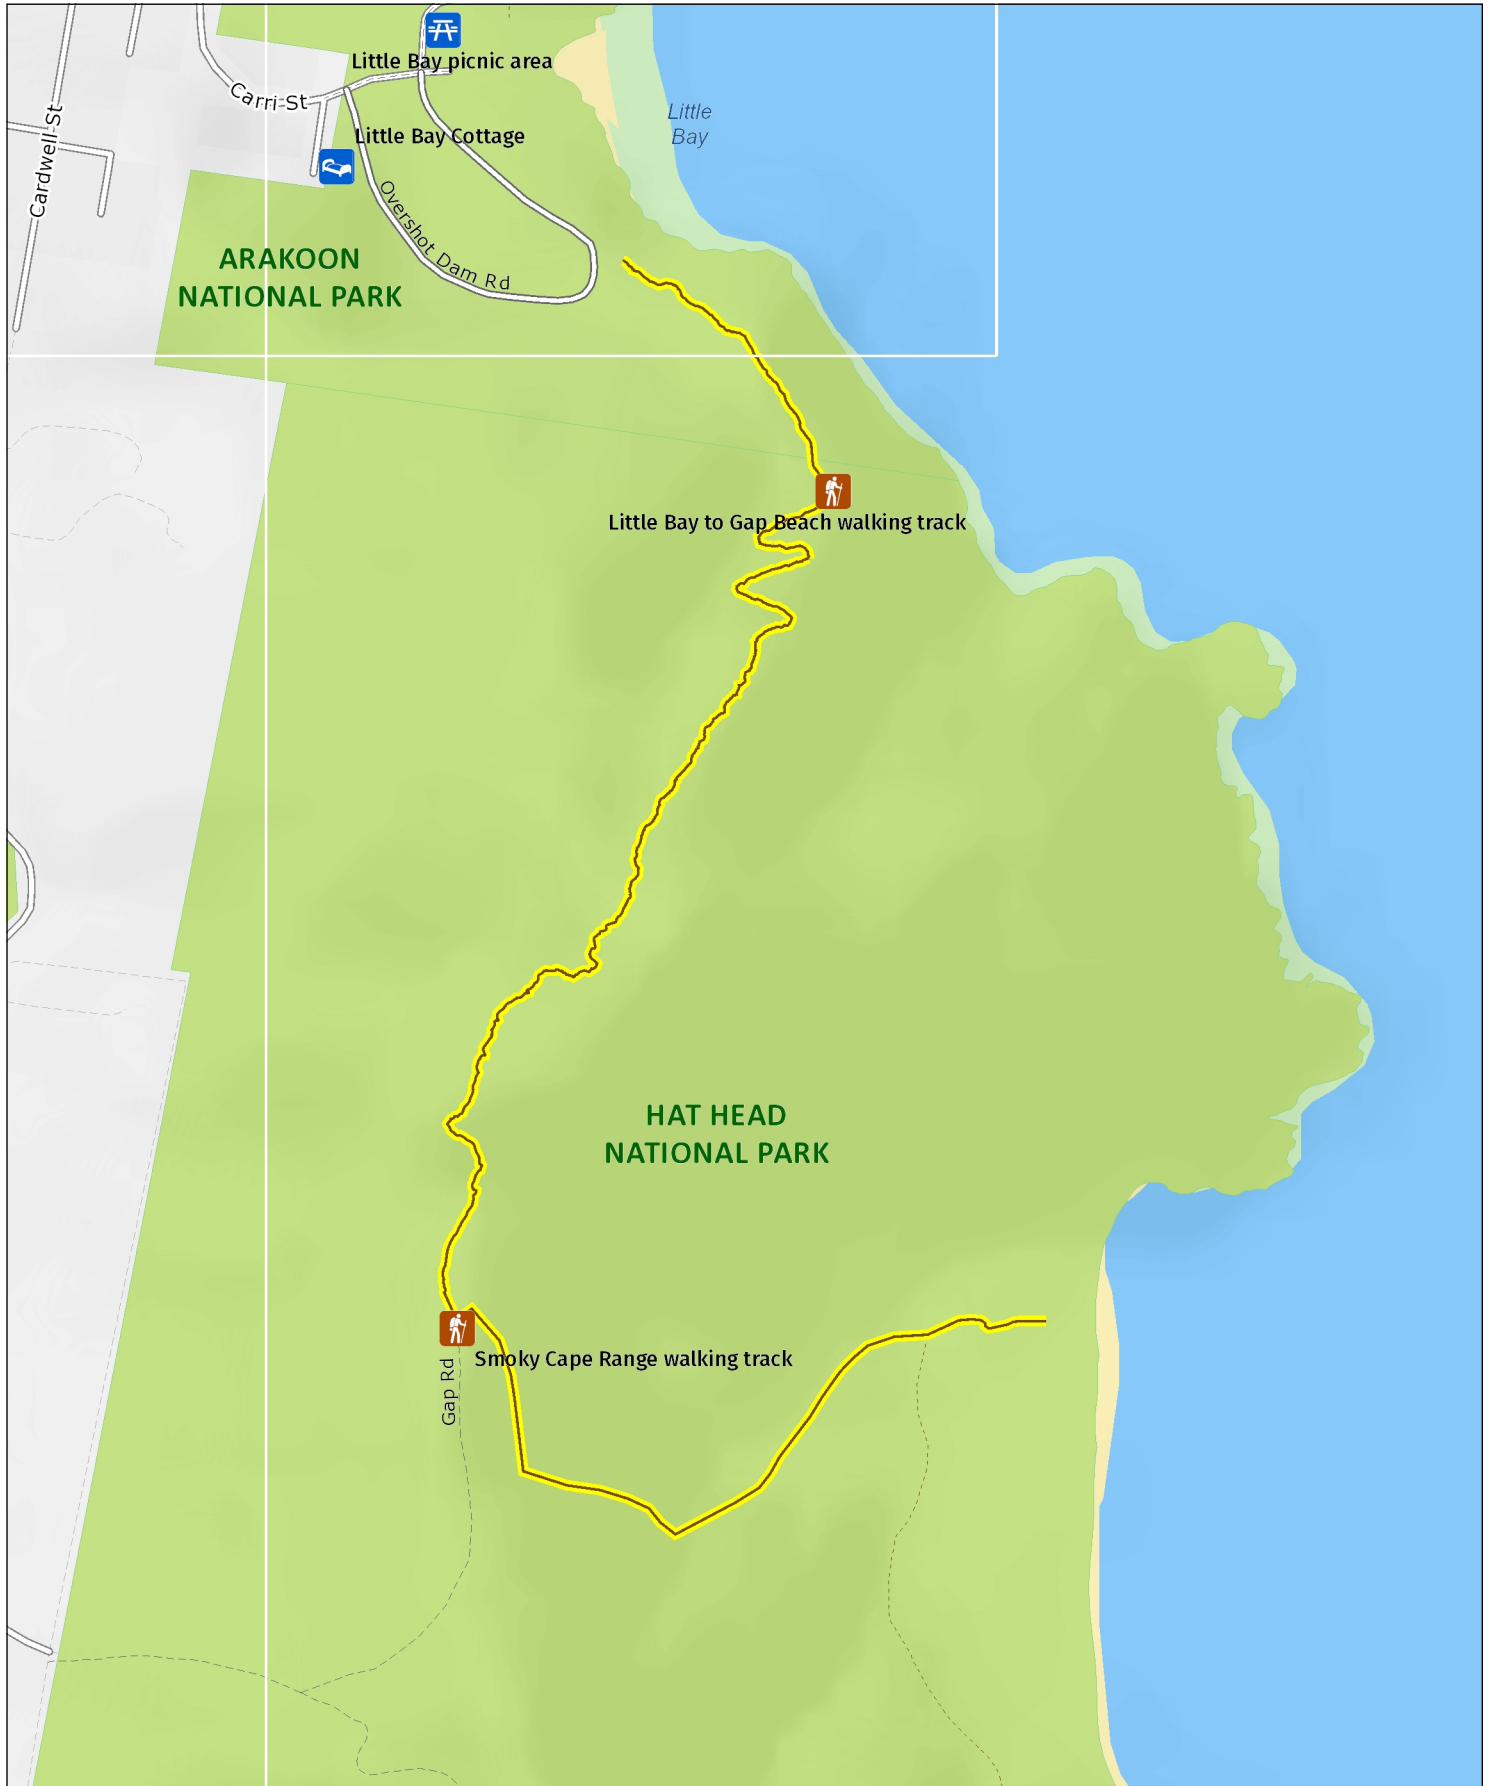 Little Bay picnic area
Carri St
Little
Bay
Cardwell St
Little Bay Cottage
Overshot Dam Rd
ARAKOON
NATIONAL PARK
Little Bay to Gap Beach walking track
HAT HEAD
NATIONAL PARK
Smoky Cape Range walking track
Gap Rd